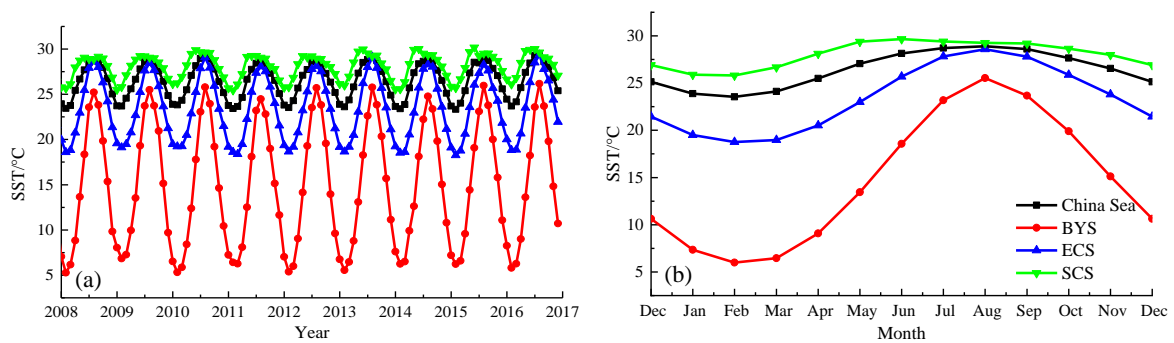 SST/°C
30
25
20
15
10
5
(a)
2008 2009 2010 2011 2012 2013 2014 2015 2016 2017
Year
SST/°C
30
25
20
15
10
5
China Sea
BYS
ECS
SCS
(b)
Dec Jan Feb Mar Apr May Jun Jul Aug Sep Oct Nov Dec
Month